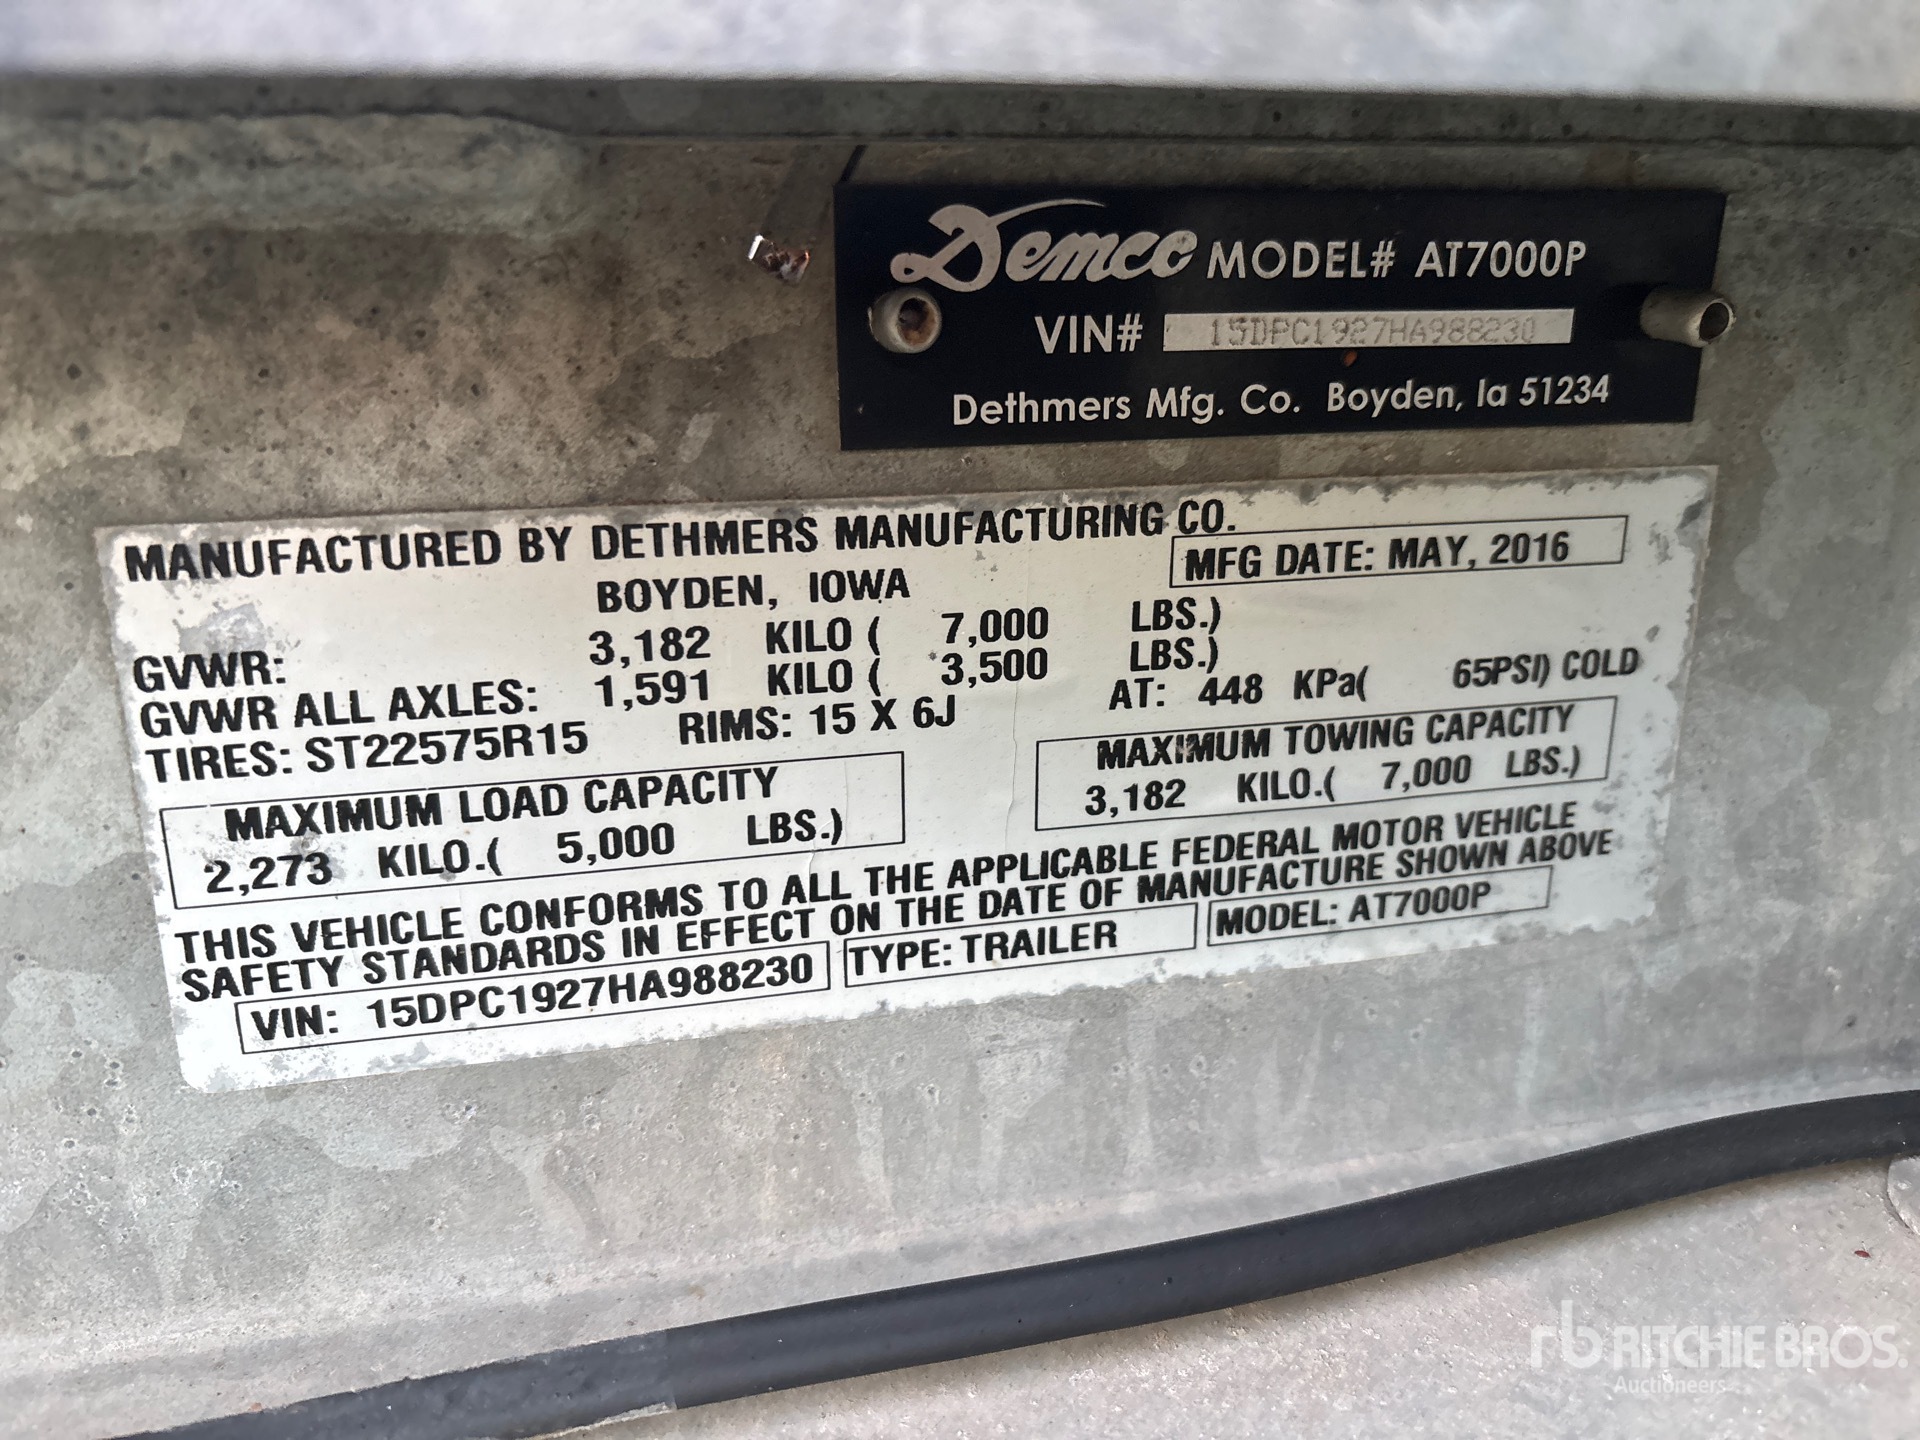 Demco MODEL# AT7000P
VIN# 15DPC1927HA988230
Dethmers Mfg. Co. Boyden, Ia 51234
MANUFACTURED BY DETHMERS MANUFACTURING CO.
BOYDEN, IOWA
MFG DATE: MAY, 2016
GVWR: 3,182 KILO ( 7,000 LBS.)
GVWR ALL AXLES: 1,591 KILO ( 3,500 LBS.)
TIRES: ST22575R15 RIMS: 15 X 6J AT: 448 KPa( 65PSI) COLD
MAXIMUM LOAD CAPACITY
2,273 KILO.( 5,000 LBS.)
MAXIMUM TOWING CAPACITY
3,182 KILO.( 7,000 LBS.)
THIS VEHICLE CONFORMS TO ALL THE APPLICABLE FEDERAL MOTOR VEHICLE
SAFETY STANDARDS IN EFFECT ON THE DATE OF MANUFACTURE SHOWN ABOVE
VIN: 15DPC1927HA988230 TYPE: TRAILER MODEL: AT7000P
rb RITCHIE BROS.
Auctioneers